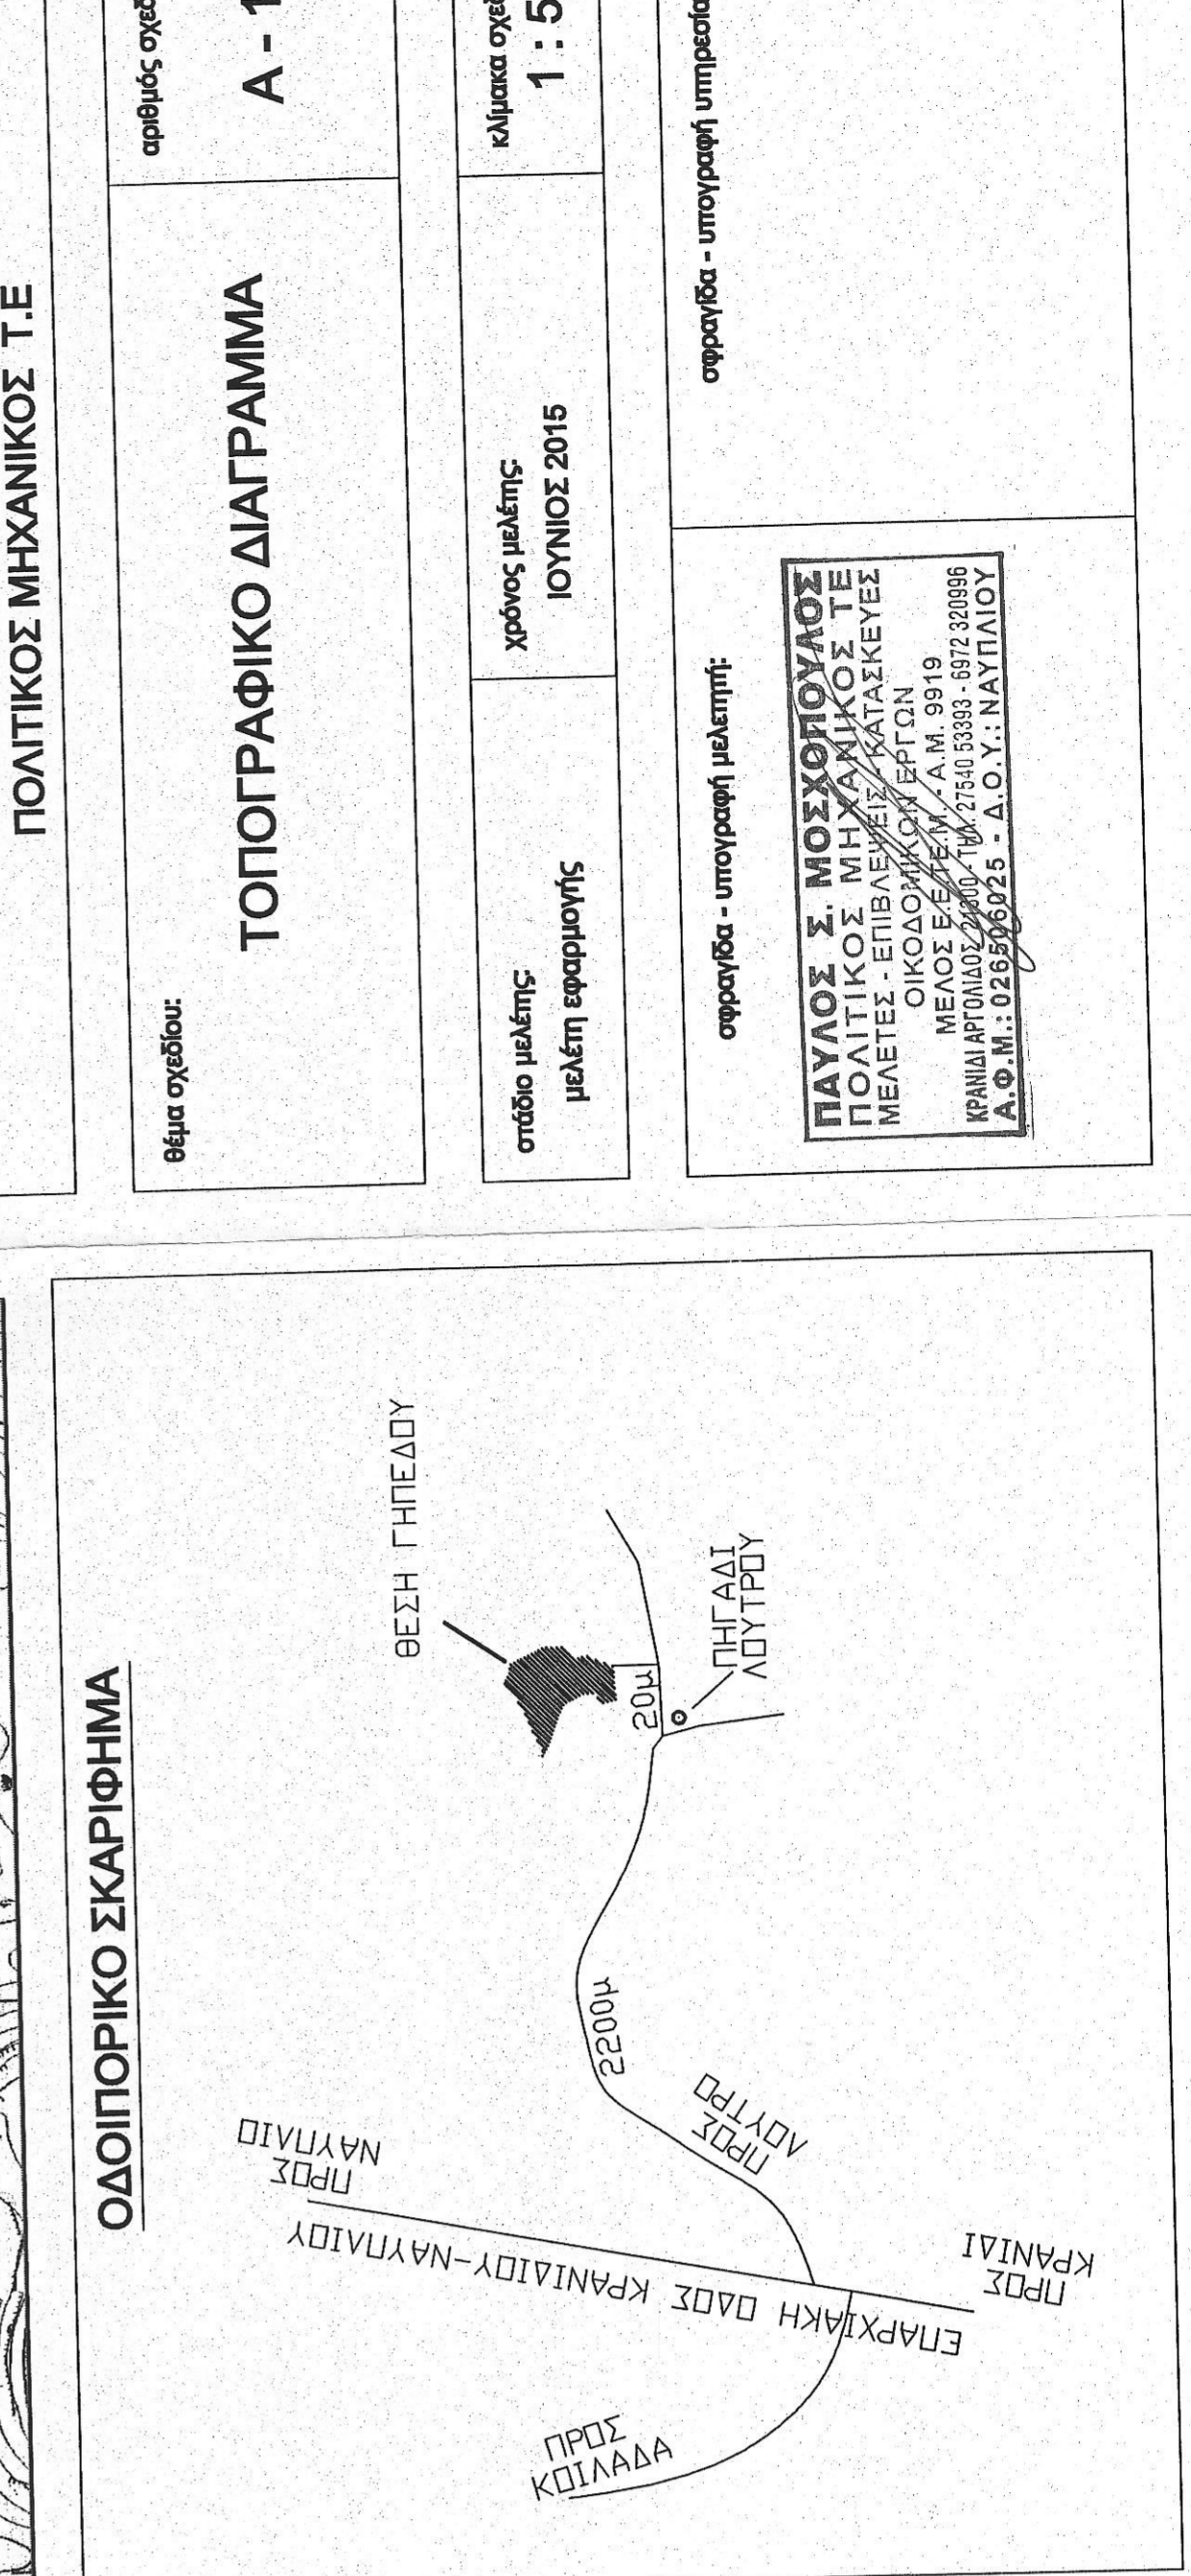 ΟΔΟΙΠΟΡΙΚΟ ΣΚΑΡΙΦΗΜΑ
ΘΕΣΗ ΓΗΠΕΔΟΥ
ΠΡΟΣ
ΝΑΥΠΛΙΟ
ΕΠΑΡΧΙΑΚΗ ΟΔΟΣ ΚΡΑΝΙΔΙΟΥ-ΝΑΥΠΛΙΟΥ
ΠΡΟΣ
ΚΟΙΛΑΔΑ
2200μ
20μ
ΠΡΟΣ
ΛΟΥΤΡΟ
ΠΗΓΑΔΙ
ΛΟΥΤΡΟΥ
ΠΡΟΣ
ΚΡΑΝΙΔΙ
ΠΟΛΙΤΙΚΟΣ ΜΗΧΑΝΙΚΟΣ Τ.Ε
θέμα σχεδίου:
ΤΟΠΟΓΡΑΦΙΚΟ ΔΙΑΓΡΑΜΜΑ
αριθμός
Α - 1
στάδιο μελέτης:
μελέτη εφαρμογής
χρόνος μελέτης:
ΙΟΥΝΙΟΣ 2015
κλίμακα
1 : 5
σφραγίδα - υπογραφή μελετητή:
ΠΑΥΛΟΣ Σ. ΜΟΣΧΟΠΟΥΛΟΣ
ΠΟΛΙΤΙΚΟΣ ΜΗΧΑΝΙΚΟΣ ΤΕ
ΜΕΛΕΤΕΣ - ΕΠΙΒΛΕΨΕΙΣ - ΚΑΤΑΣΚΕΥΕΣ
ΟΙΚΟΔΟΜΙΚΩΝ ΕΡΓΩΝ
ΜΕΛΟΣ Ε.Ε.ΤΕ.Μ. - Α.Μ. 9919
ΚΡΑΝΙΔΙ ΑΡΓΟΛΙΔΟΣ 21300 - ΤΗΛ. 27540 53393 - 6972 320996
Α.Φ.Μ.: 026506025 - Δ.Ο.Υ.: ΝΑΥΠΛΙΟΥ
σφραγίδα - υπογραφή